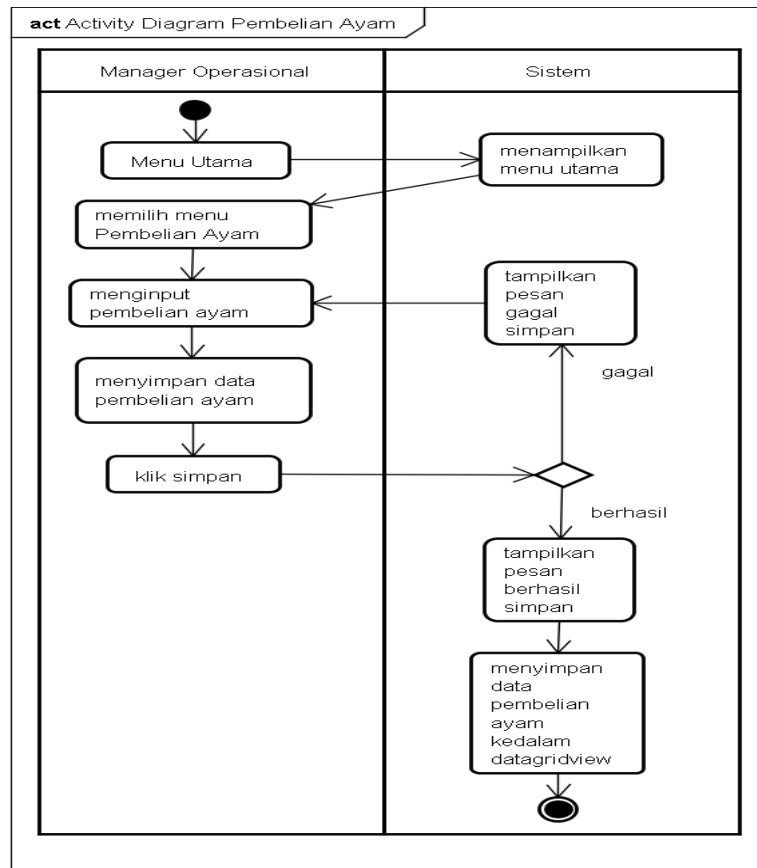 act Activity Diagram Pembelian Ayam
Manager Operasional
Sistem
Menu Utama
menampilkan
menu utama
memilih menu
Pembelian Ayam
menginput
pembelian ayam
tampilkan
pesan
gagal
simpan
menyimpan data
pembelian ayam
gagal
klik simpan
berhasil
tampilkan
pesan
berhasil
simpan
menyimpan
data
pembelian
ayam
kedalam
datagridview